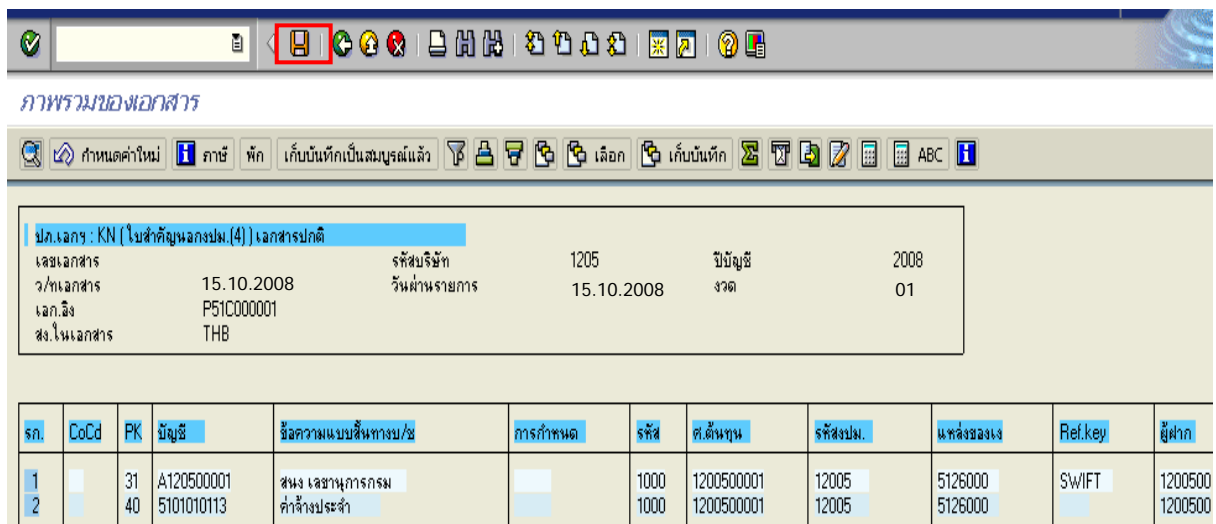 ภาพรวมของเอกสาร
กำหนดค่าใหม่ ภาษี พัก เก็บบันทึกเป็นสมบูรณ์แล้ว เลือก เก็บบันทึก ABC
ปภ.เอกฯ : KN ( ใบสำคัญนอกงปม.(4) ) เอกสารปกติ
เลขเอกสาร รหัสบริษัท 1205 ปีบัญชี 2008
ว/ทเอกสาร 15.10.2008 วันผ่านรายการ 15.10.2008 งวด 01
เอก.อิง P51C000001
สง.ในเอกสาร THB
รก. CoCd PK บัญชี ข้อความแบบสั้นทางบ/ช การกำหนด รหัส ศ.ต้นทุน รหัสงปม. แหล่งของเง Ref.key ผู้ฝาก
1 31 A120500001 สนง เลขานุการกรม 1000 1200500001 12005 5126000 SWIFT 1200500
2 40 5101010113 ค่าจ้างประจำ 1000 1200500001 12005 5126000 1200500